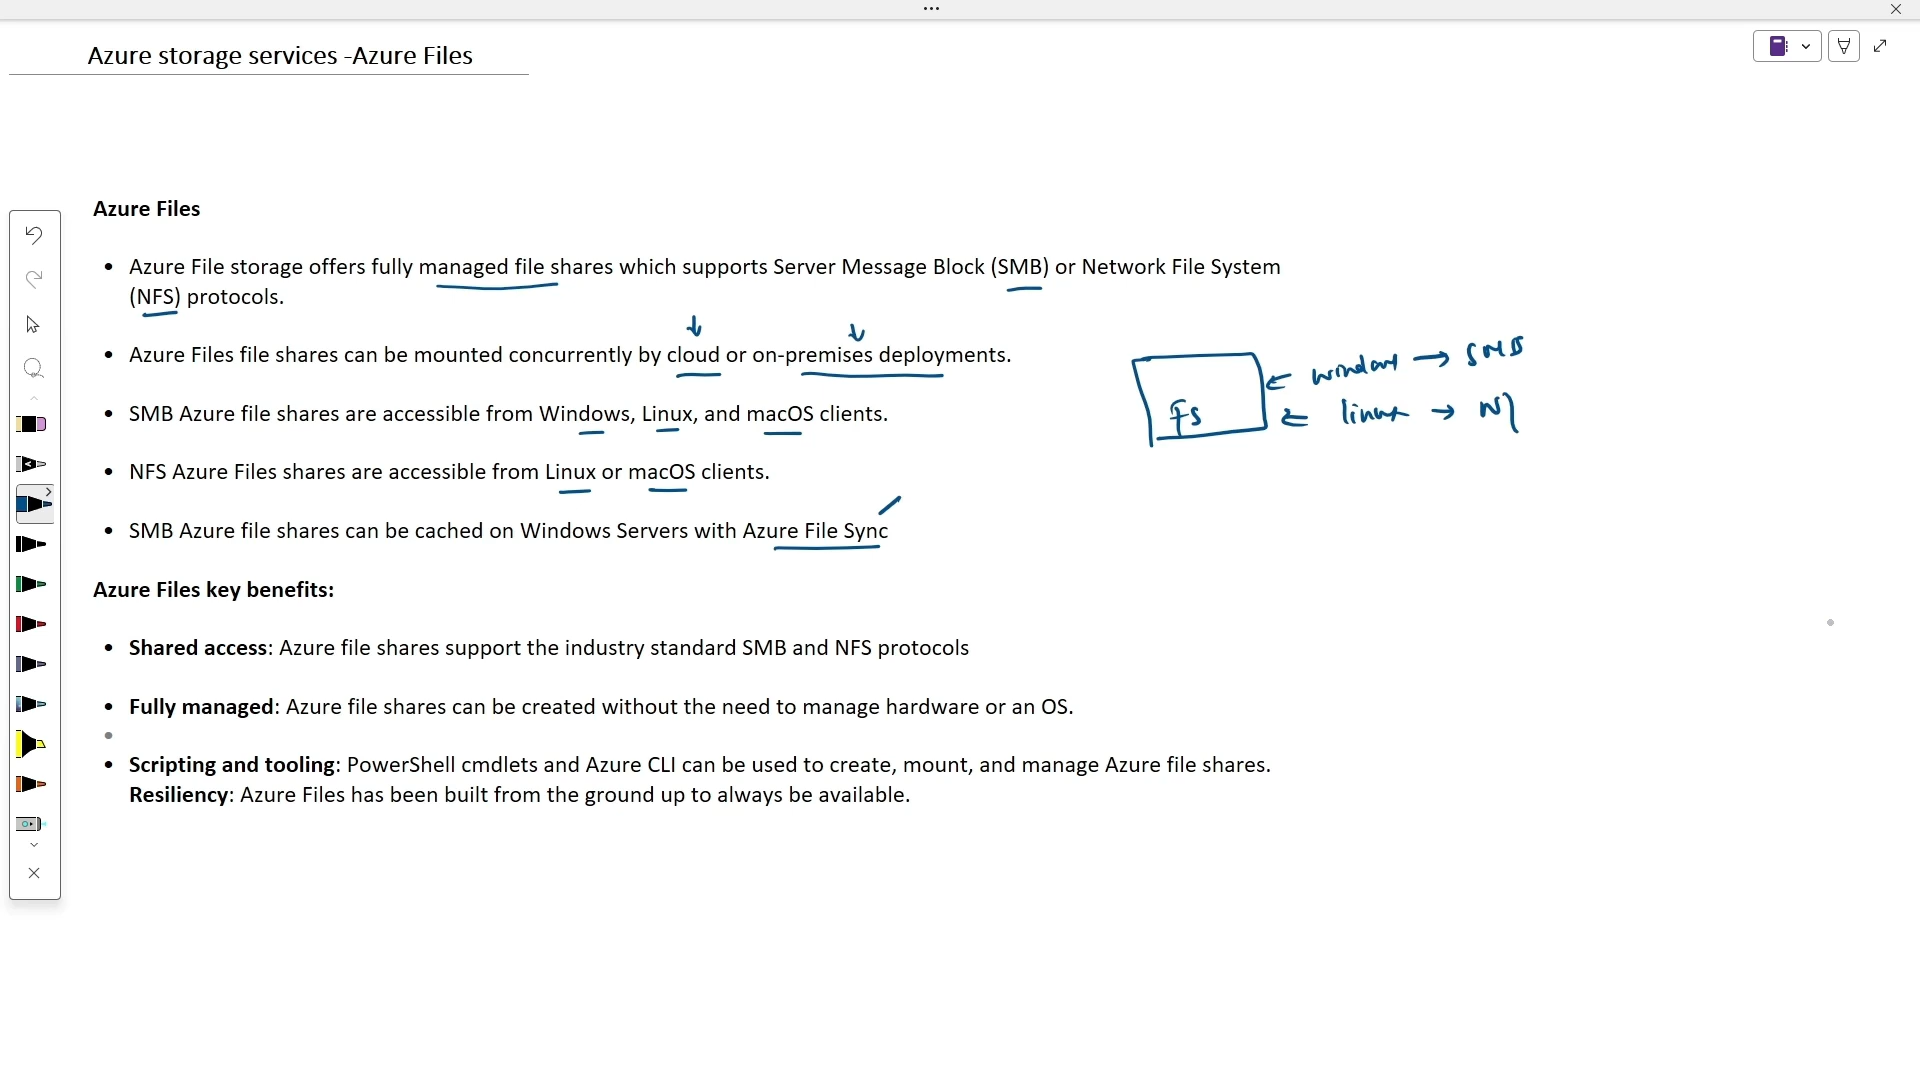 Azure storage services -Azure Files
Azure Files
• Azure File storage offers fully managed file shares which supports Server Message Block (SMB) or Network File System
(NFS) protocols.
• Azure Files file shares can be mounted concurrently by cloud or on-premises deployments.
• SMB Azure file shares are accessible from Windows, Linux, and macOS clients.
• NFS Azure Files shares are accessible from Linux or macOS clients.
• SMB Azure file shares can be cached on Windows Servers with Azure File Sync
FS
→ SMB
linux →
Azure Files key benefits:
• Shared access: Azure file shares support the industry standard SMB and NFS protocols
• Fully managed: Azure file shares can be created without the need to manage hardware or an OS.
•
• Scripting and tooling: PowerShell cmdlets and Azure CLI can be used to create, mount, and manage Azure file shares.
Resiliency: Azure Files has been built from the ground up to always be available.